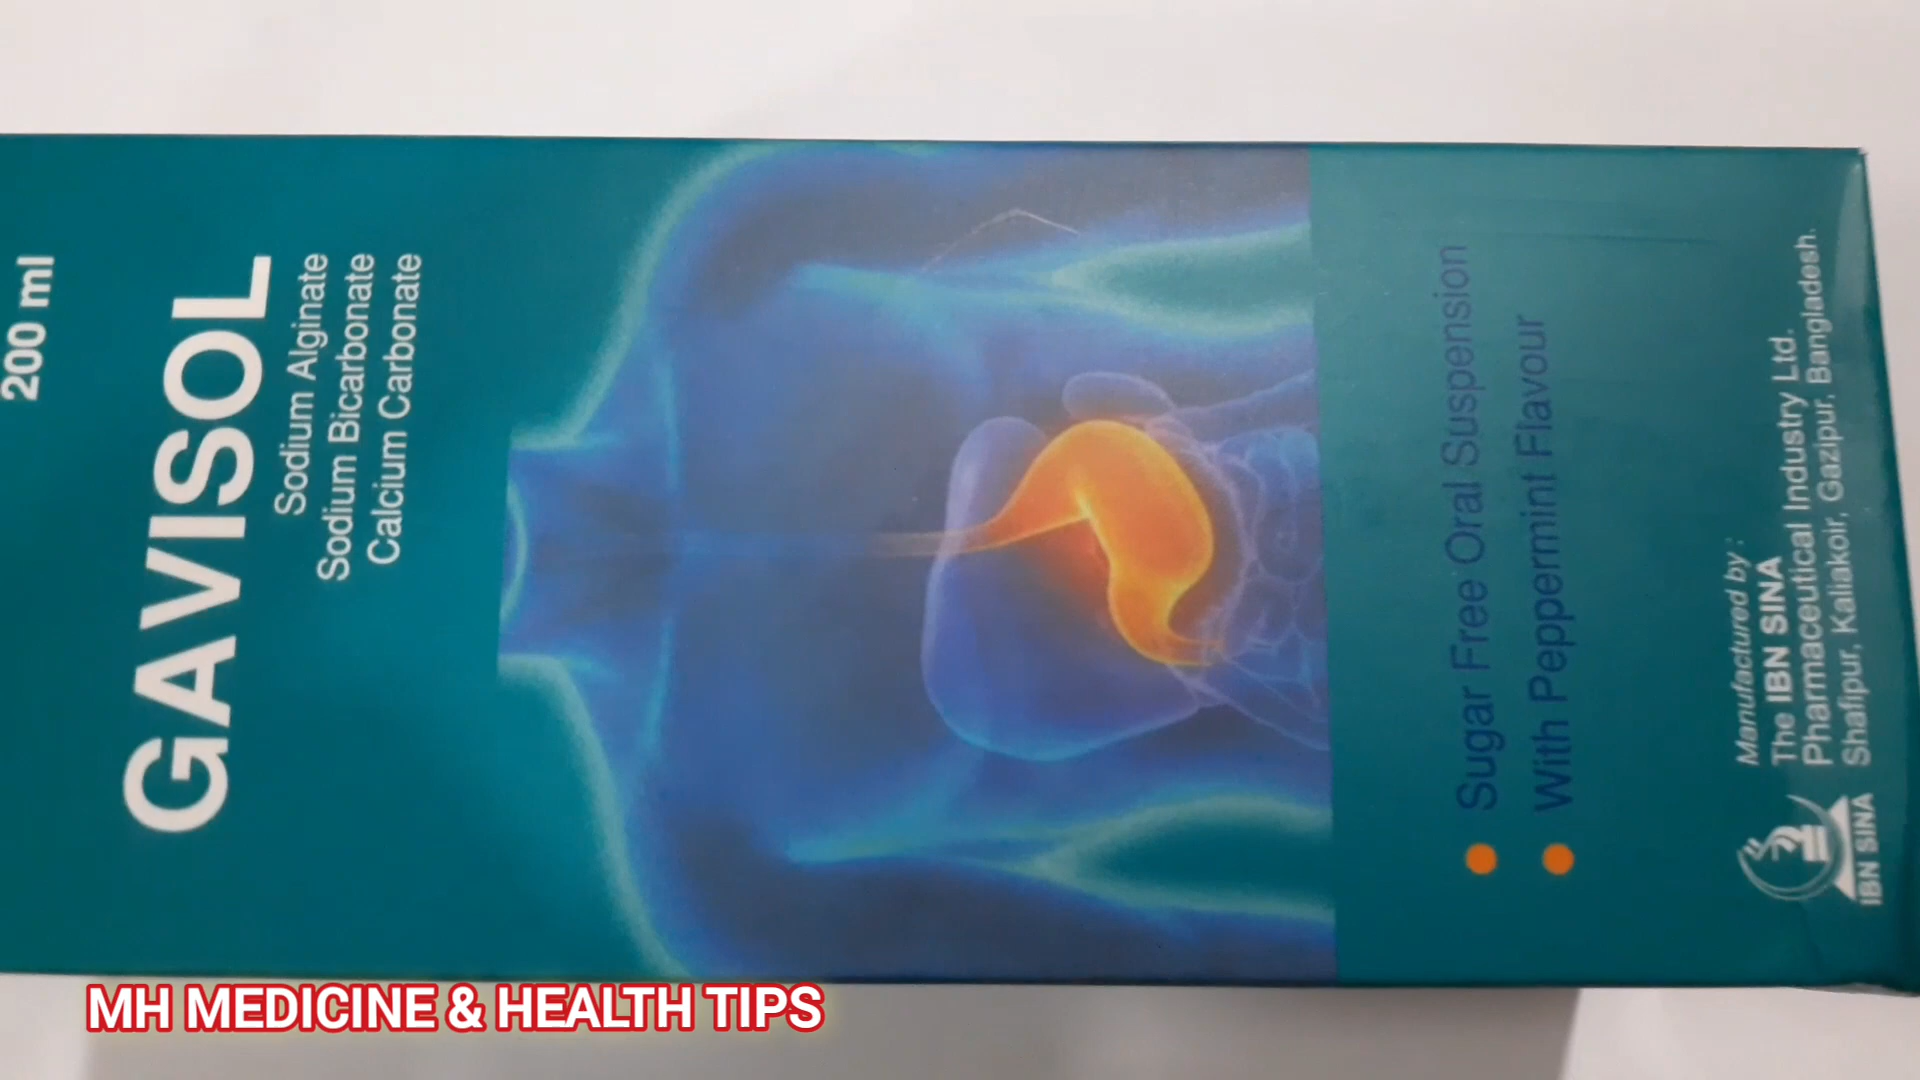 200 ml
GAVISOL
Sodium Alginate
Sodium Bicarbonate
Calcium Carbonate
Sugar Free Oral Suspension
With Peppermint Flavour
Manufactured by :
The IBN SINA
Pharmaceutical Industry Ltd.
Shafipur, Kaliakoir, Gazipur, Bangladesh.
IBN SINA
MH MEDICINE & HEALTH TIPS